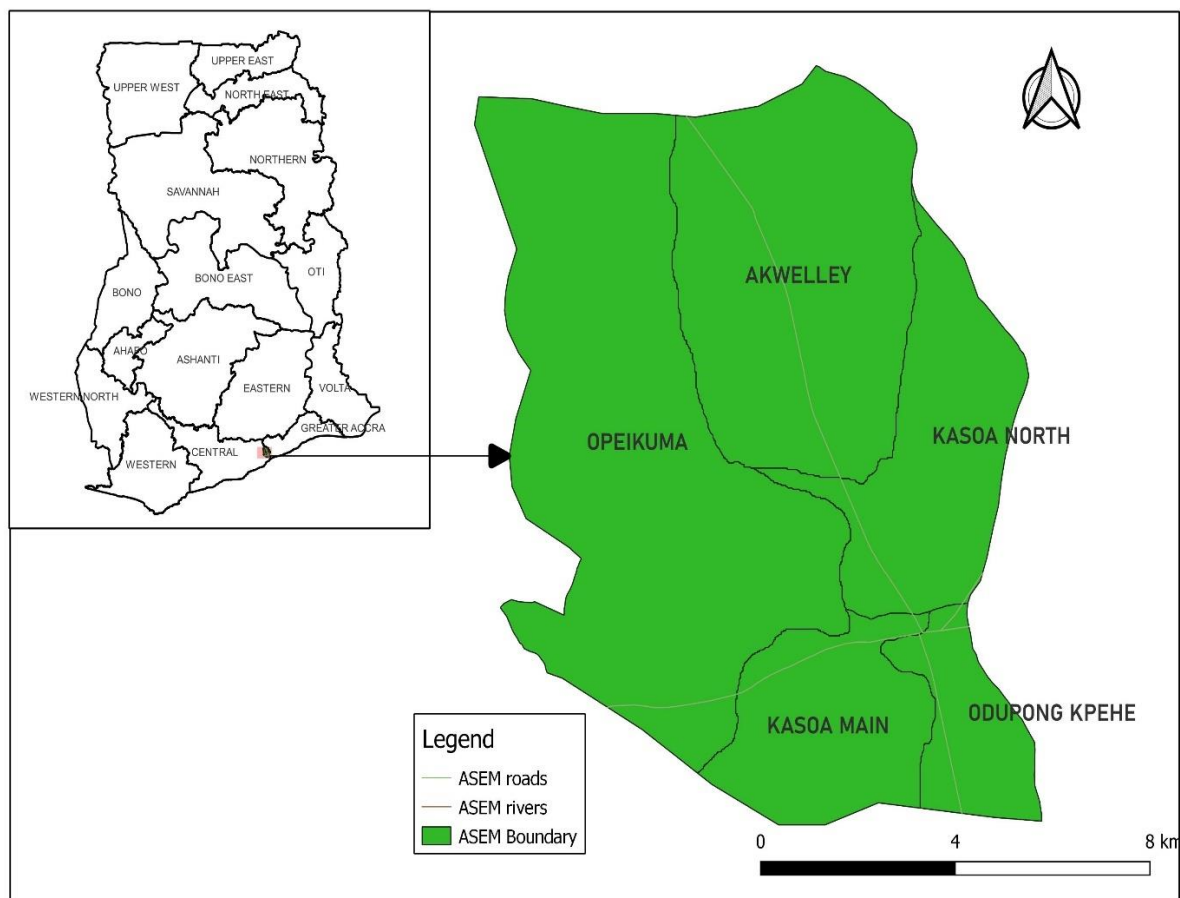 UPPER EAST
UPPER WEST
NORTH EAST
NORTHERN
SAVANNAH
OTI
BONO EAST
BONO
AHAFO
ASHANTI
EASTERN
VOLTA
WESTERN NORTH
GREATER ACCRA
CENTRAL
WESTERN
AKWELLEY
OPEIKUMA
KASOA NORTH
KASOA MAIN
ODUPONG KPEHE
Legend
ASEM roads
ASEM rivers
ASEM Boundary
0 4 8 km